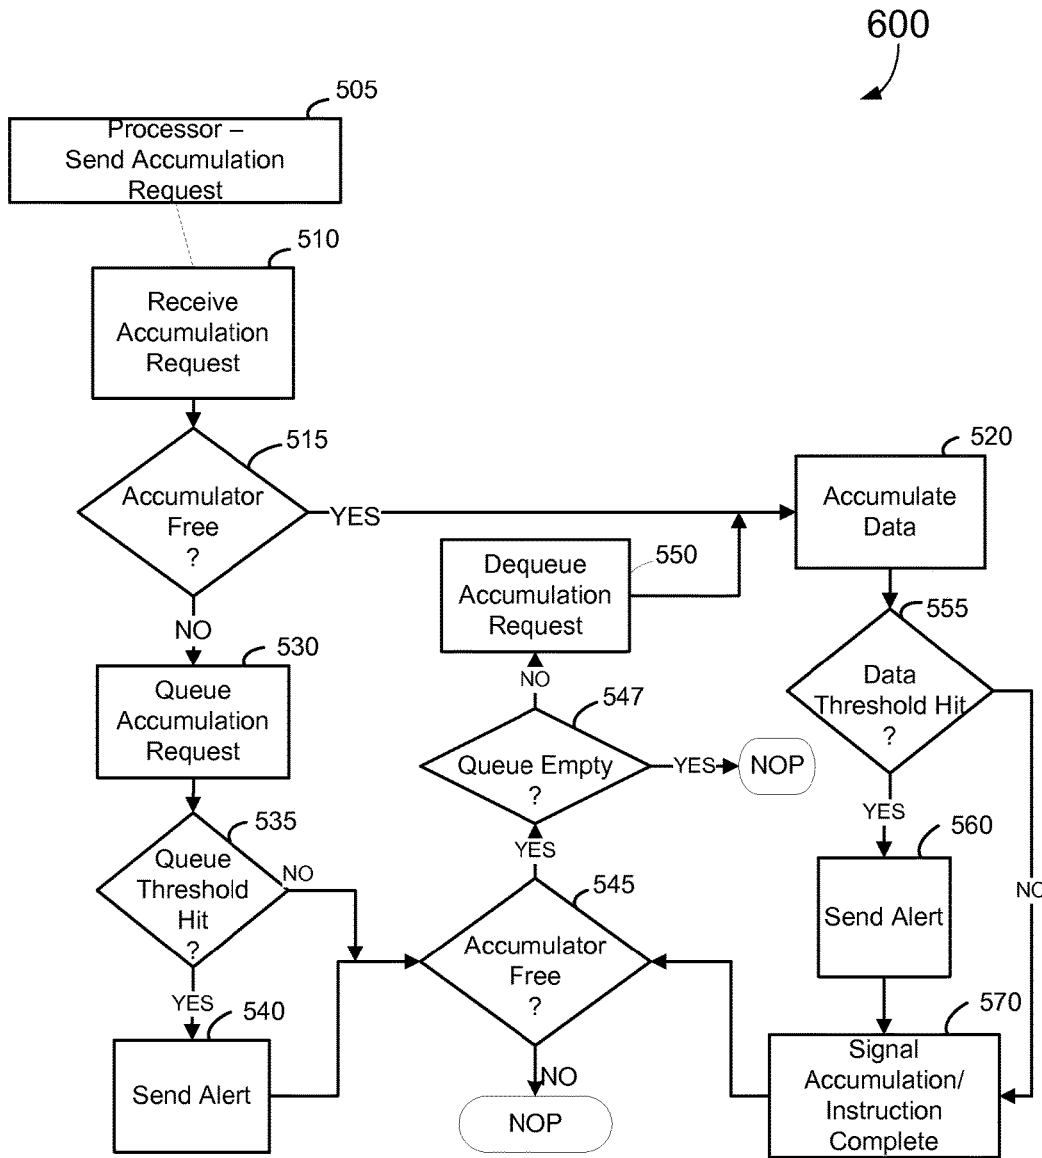 600
505
Processor –
Send Accumulation
Request
510
Receive
Accumulation
Request
515
Accumulator
Free
?
YES
520
Accumulate
Data
550
Dequeue
Accumulation
Request
555
Data
Threshold Hit
?
NO
NO
530
Queue
Accumulation
Request
NO
547
Queue Empty
?
YES
NOP
YES
535
Queue
Threshold
Hit
?
NO
YES
560
Send Alert
545
Accumulator
Free
?
YES
540
Send Alert
NO
NOP
570
Signal
Accumulation/
Instruction
Complete